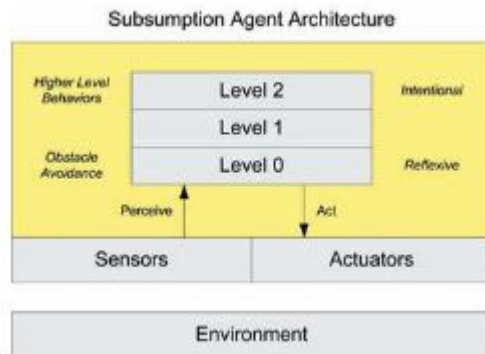 Subsumption Agent Architecture
Higher Level
Behaviors
Level 2
Intentional
Level 1
Obstacle
Avoidance
Level 0
Reflexive
Perceive
Act
Sensors
Actuators
Environment